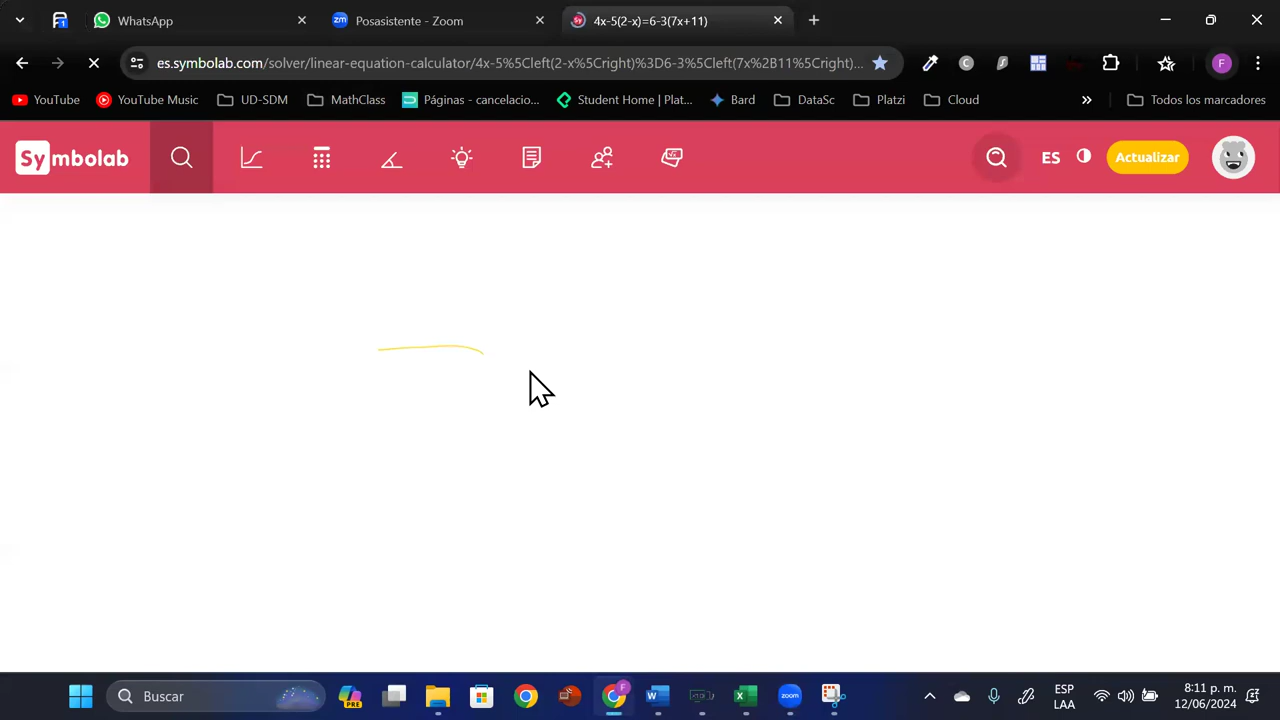 WhatsApp
zm Posasistente - Zoom
4x-5(2-x)=6-3(7x+11)
es.symbolab.com/solver/linear-equation-calculator/4x-5%5Cleft(2-x%5Cright)%3D6-3%5Cleft(7x%2B11%5Cright)...
F
YouTube
YouTube Music
UD-SDM
MathClass
Páginas - cancelacio...
Student Home | Plat...
Bard
DataSc
Platzi
Cloud
»
Todos los marcadores
Symbolab
ES
Actualizar
Buscar
PRE
F
zoom
ESP
LAA
8:11 p. m.
12/06/2024